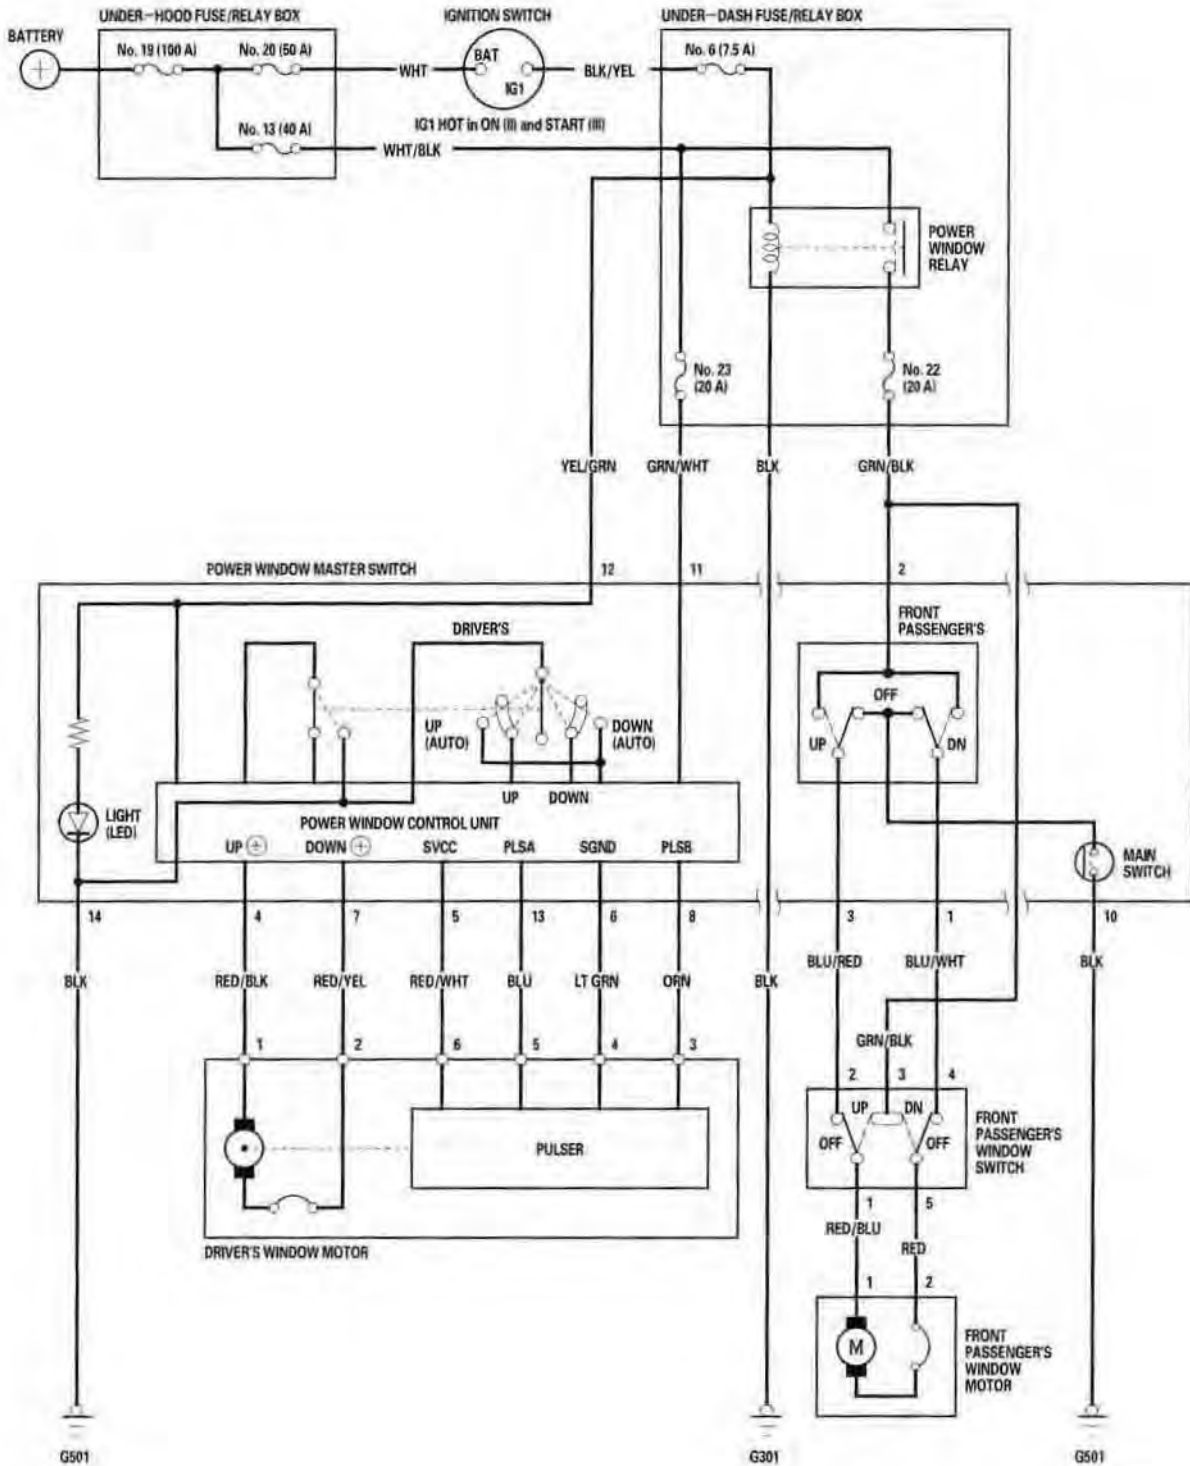 UNDER-HOOD FUSE/RELAY BOX
IGNITION SWITCH
UNDER-DASH FUSE/RELAY BOX
BATTERY
No. 19 (100 A)
No. 20 (50 A)
BAT
No. 6 (7.5 A)
WHT
BLK/YEL
IG1
No. 13 (40 A)
IG1 HOT in ON (II) and START (III)
WHT/BLK
POWER
WINDOW
RELAY
No. 23
(20 A)
No. 22
(20 A)
YEL/GRN
GRN/WHT
BLK
GRN/BLK
POWER WINDOW MASTER SWITCH
12
11
2
DRIVER'S
FRONT
PASSENGER'S
OFF
UP
(AUTO)
DOWN
(AUTO)
UP
DN
UP
DOWN
LIGHT
(LED)
POWER WINDOW CONTROL UNIT
UP
DOWN
SVCC
PLSA
SGND
PLSB
MAIN
SWITCH
14
4
7
5
13
6
8
3
1
10
BLU/RED
BLU/WHT
BLK
BLK
RED/BLK
RED/YEL
RED/WHT
BLU
LT GRN
ORN
BLK
GRN/BLK
1
2
6
5
4
3
2
3
4
UP
DN
OFF
OFF
FRONT
PASSENGER'S
WINDOW
SWITCH
PULSER
1
5
RED/BLU
RED
DRIVER'S WINDOW MOTOR
1
2
M
FRONT
PASSENGER'S
WINDOW
MOTOR
G501
G301
G501